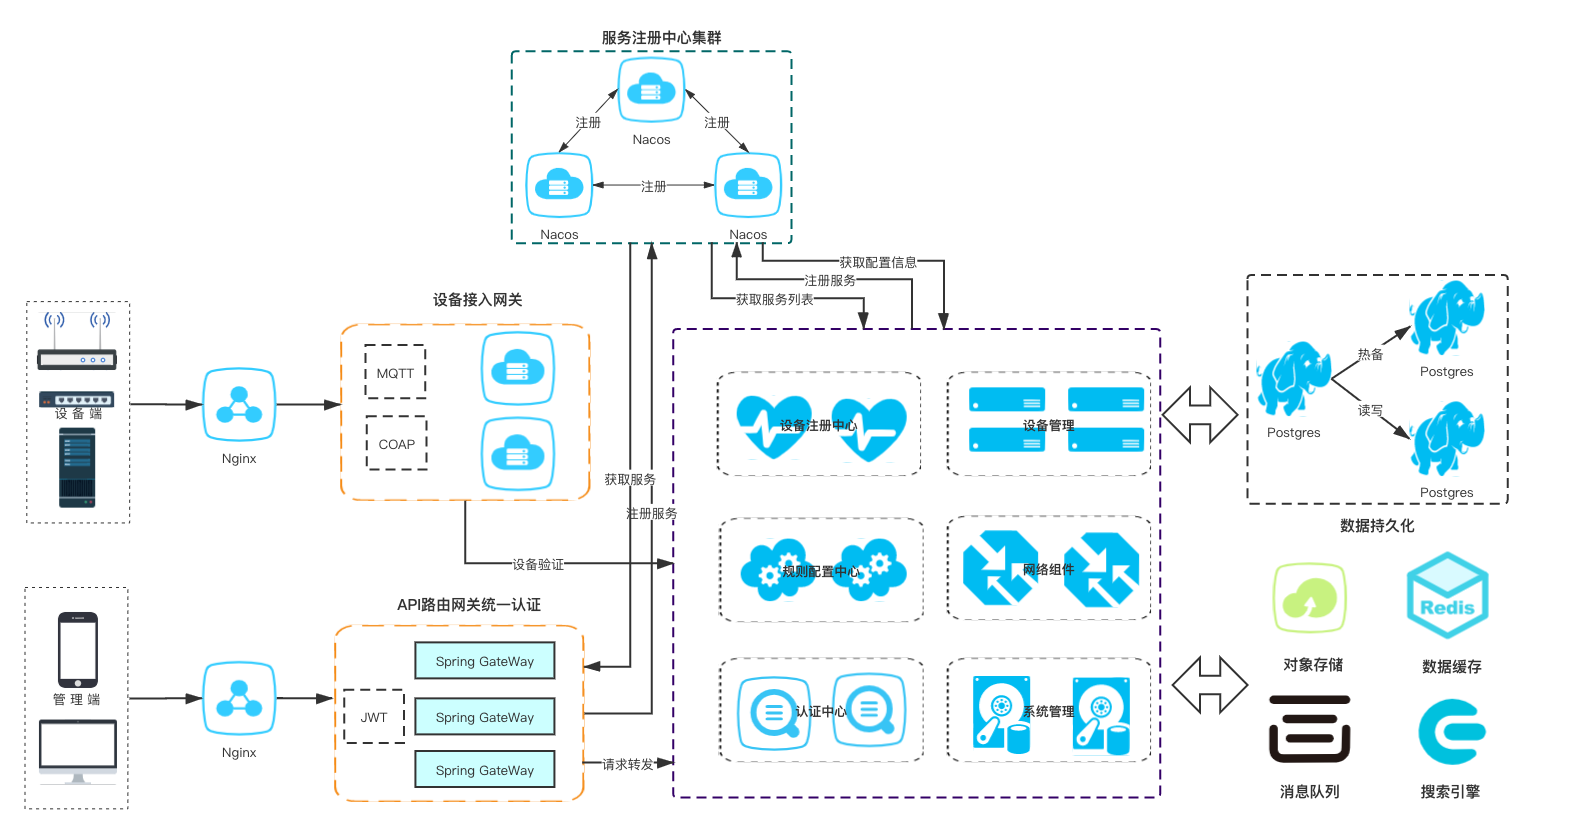 服务注册中心集群
Nacos
注册
注册
注册
Nacos
Nacos
获取配置信息
注册服务
获取服务列表
设备接入网关
MQTT
COAP
设备端
Nginx
获取服务
注册服务
设备验证
API路由网关统一认证
Spring GateWay
Spring GateWay
Spring GateWay
JWT
管理端
Nginx
请求转发
设备注册中心
设备管理
规则配置中心
网络组件
认证中心
系统管理
热备
读写
Postgres
Postgres
Postgres
数据持久化
Redis
对象存储
数据缓存
消息队列
搜索引擎